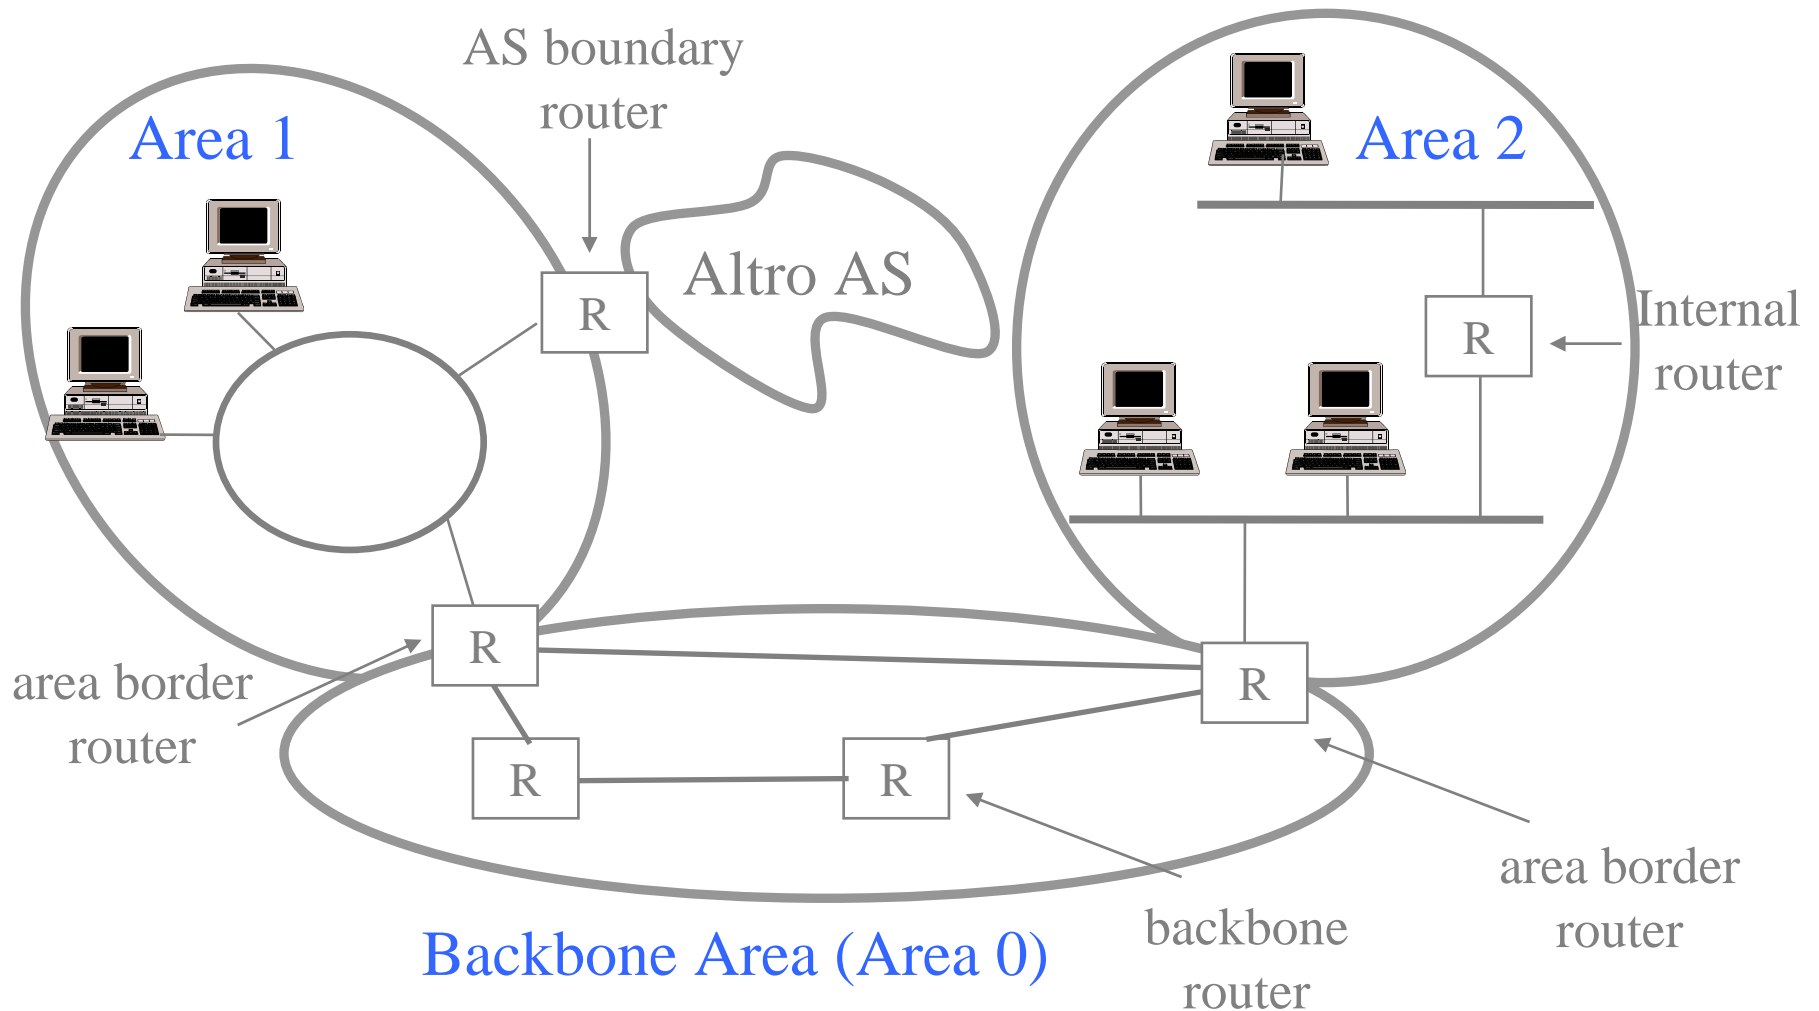 AS boundary
router
Area 1
Area 2
Altro AS
R
Internal
router
R
R
R
area border
router
R
R
area border
router
backbone
router
Backbone Area (Area 0)